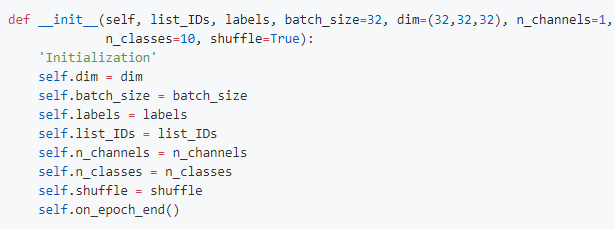 def __init__(self, list_IDs, labels, batch_size=32, dim=(32,32,32), n_channels=1,
             n_classes=10, shuffle=True):
    'Initialization'
    self.dim = dim
    self.batch_size = batch_size
    self.labels = labels
    self.list_IDs = list_IDs
    self.n_channels = n_channels
    self.n_classes = n_classes
    self.shuffle = shuffle
    self.on_epoch_end()